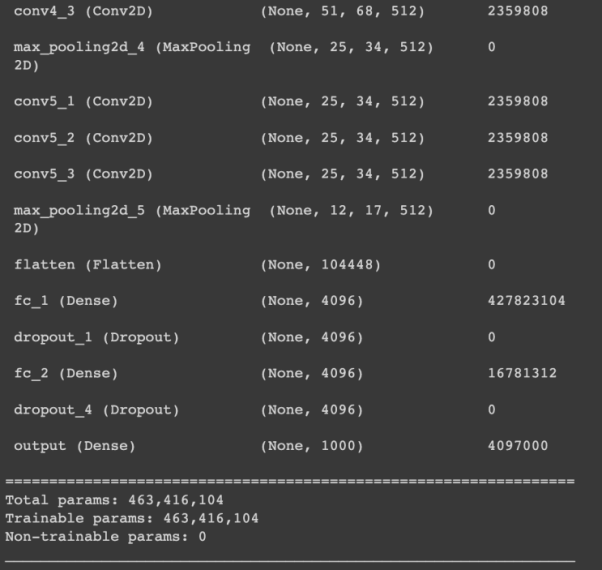 conv4_3 (Conv2D) (None, 51, 68, 512) 2359808
max_pooling2d_4 (MaxPooling (None, 25, 34, 512) 0
2D)
conv5_1 (Conv2D) (None, 25, 34, 512) 2359808
conv5_2 (Conv2D) (None, 25, 34, 512) 2359808
conv5_3 (Conv2D) (None, 25, 34, 512) 2359808
max_pooling2d_5 (MaxPooling (None, 12, 17, 512) 0
2D)
flatten (Flatten) (None, 104448) 0
fc_1 (Dense) (None, 4096) 427823104
dropout_1 (Dropout) (None, 4096) 0
fc_2 (Dense) (None, 4096) 16781312
dropout_4 (Dropout) (None, 4096) 0
output (Dense) (None, 1000) 4097000
=================================================================
Total params: 463,416,104
Trainable params: 463,416,104
Non-trainable params: 0
_________________________________________________________________